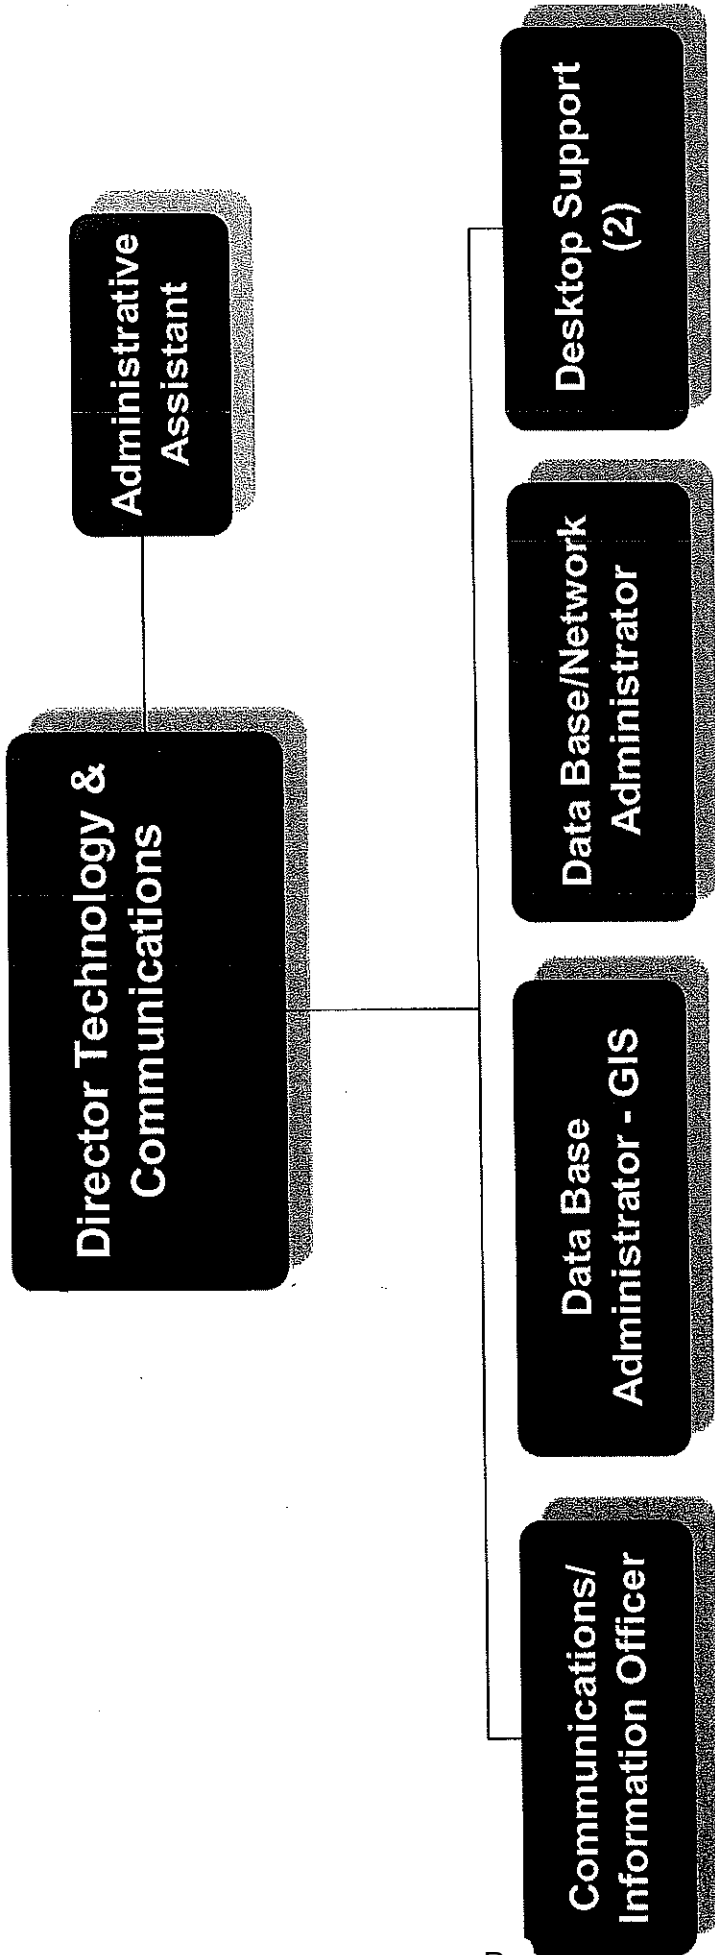 Director Technology &
Communications
Administrative
Assistant
Communications/
Information Officer
Data Base
Administrator - GIS
Data Base/Network
Administrator
Desktop Support
(2)